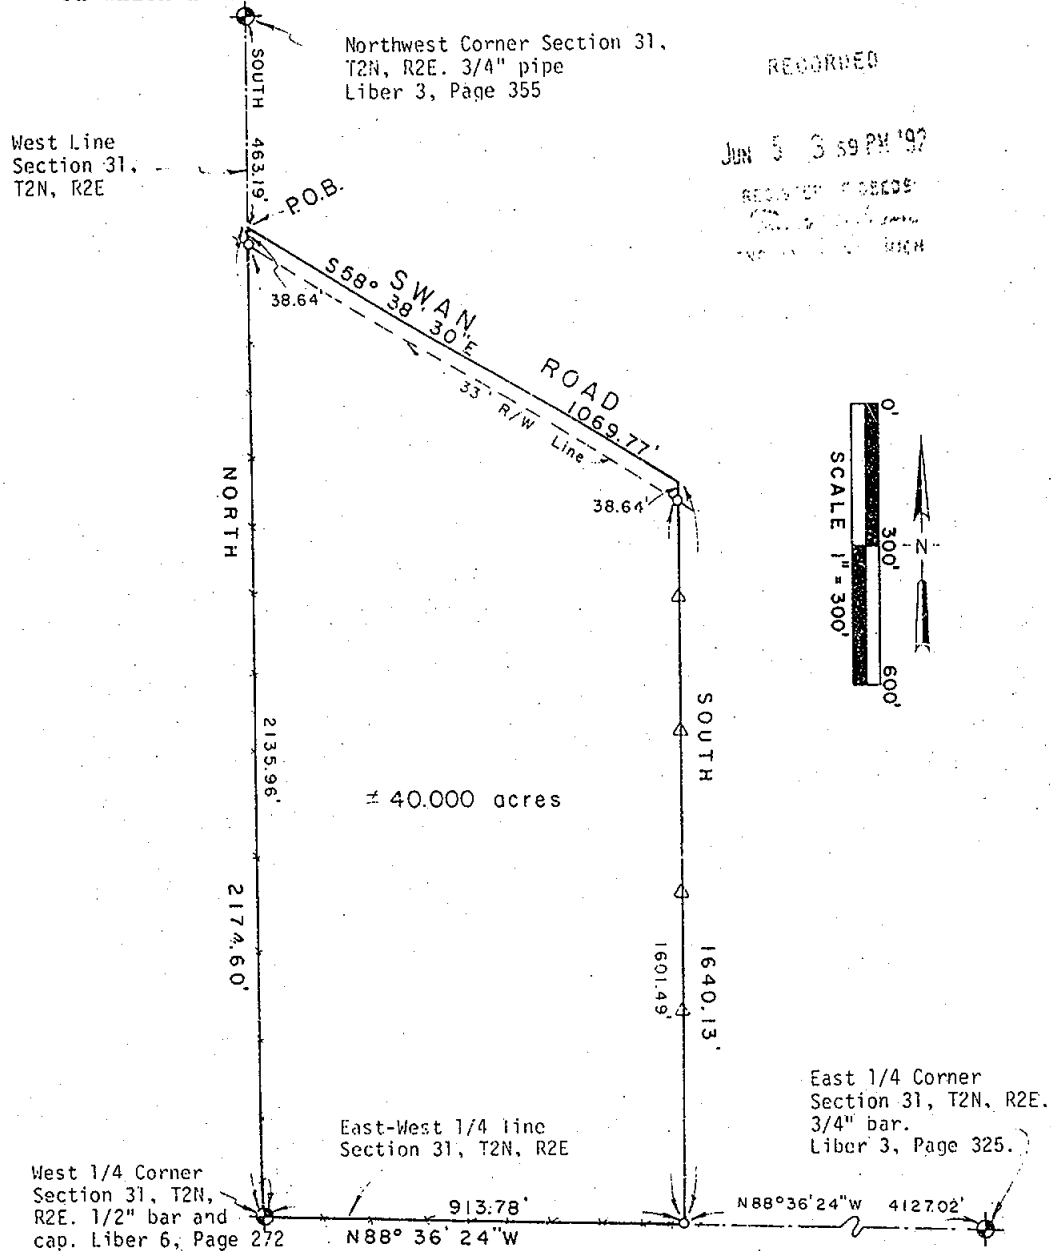 Northwest Corner Section 31,
T2N, R2E. 3/4" pipe
Liber 3, Page 355
RECORDED
JUN 5 3 59 PM '92
SOUTH 463.19'
West Line
Section 31,
T2N, R2E
P.O.B.
38.64'
S58° 38' 30"E
SWAN ROAD
1069.77'
33' R/W Line
38.64'
0'
300'
600'
SCALE 1" = 300'
N
NORTH
SOUTH
2135.96'
2174.60'
± 40.000 acres
1601.49'
1640.13'
East 1/4 Corner
Section 31, T2N, R2E.
3/4" bar.
Liber 3, Page 325.
East-West 1/4 line
Section 31, T2N, R2E
West 1/4 Corner
Section 31, T2N,
R2E. 1/2" bar and
cap. Liber 6, Page 272
913.78'
N88° 36' 24"W
N88°36'24"W 4127.02'